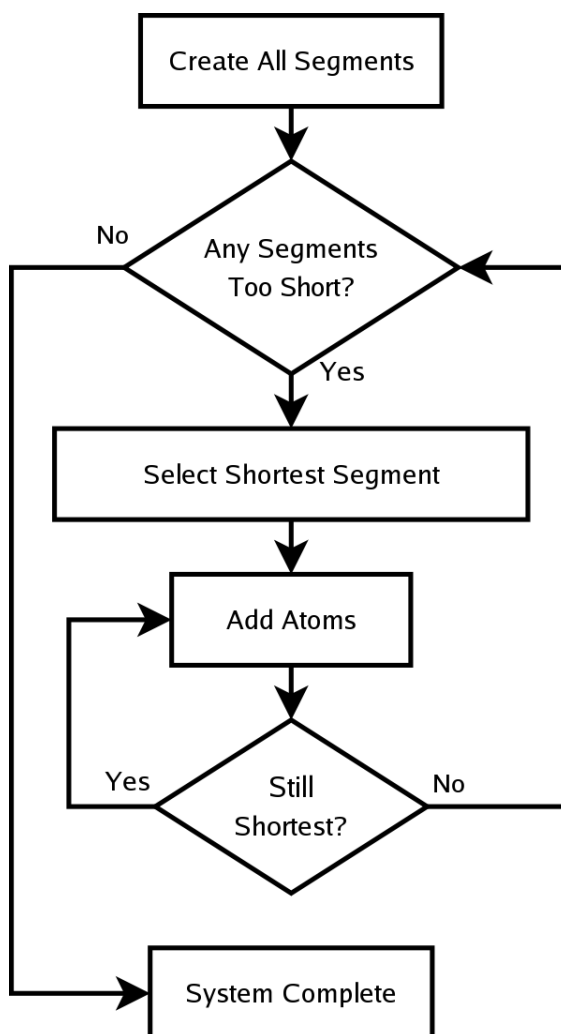 Create All Segments
No
Any Segments
Too Short?
Yes
Select Shortest Segment
Add Atoms
Yes
Still
No
Shortest?
System Complete